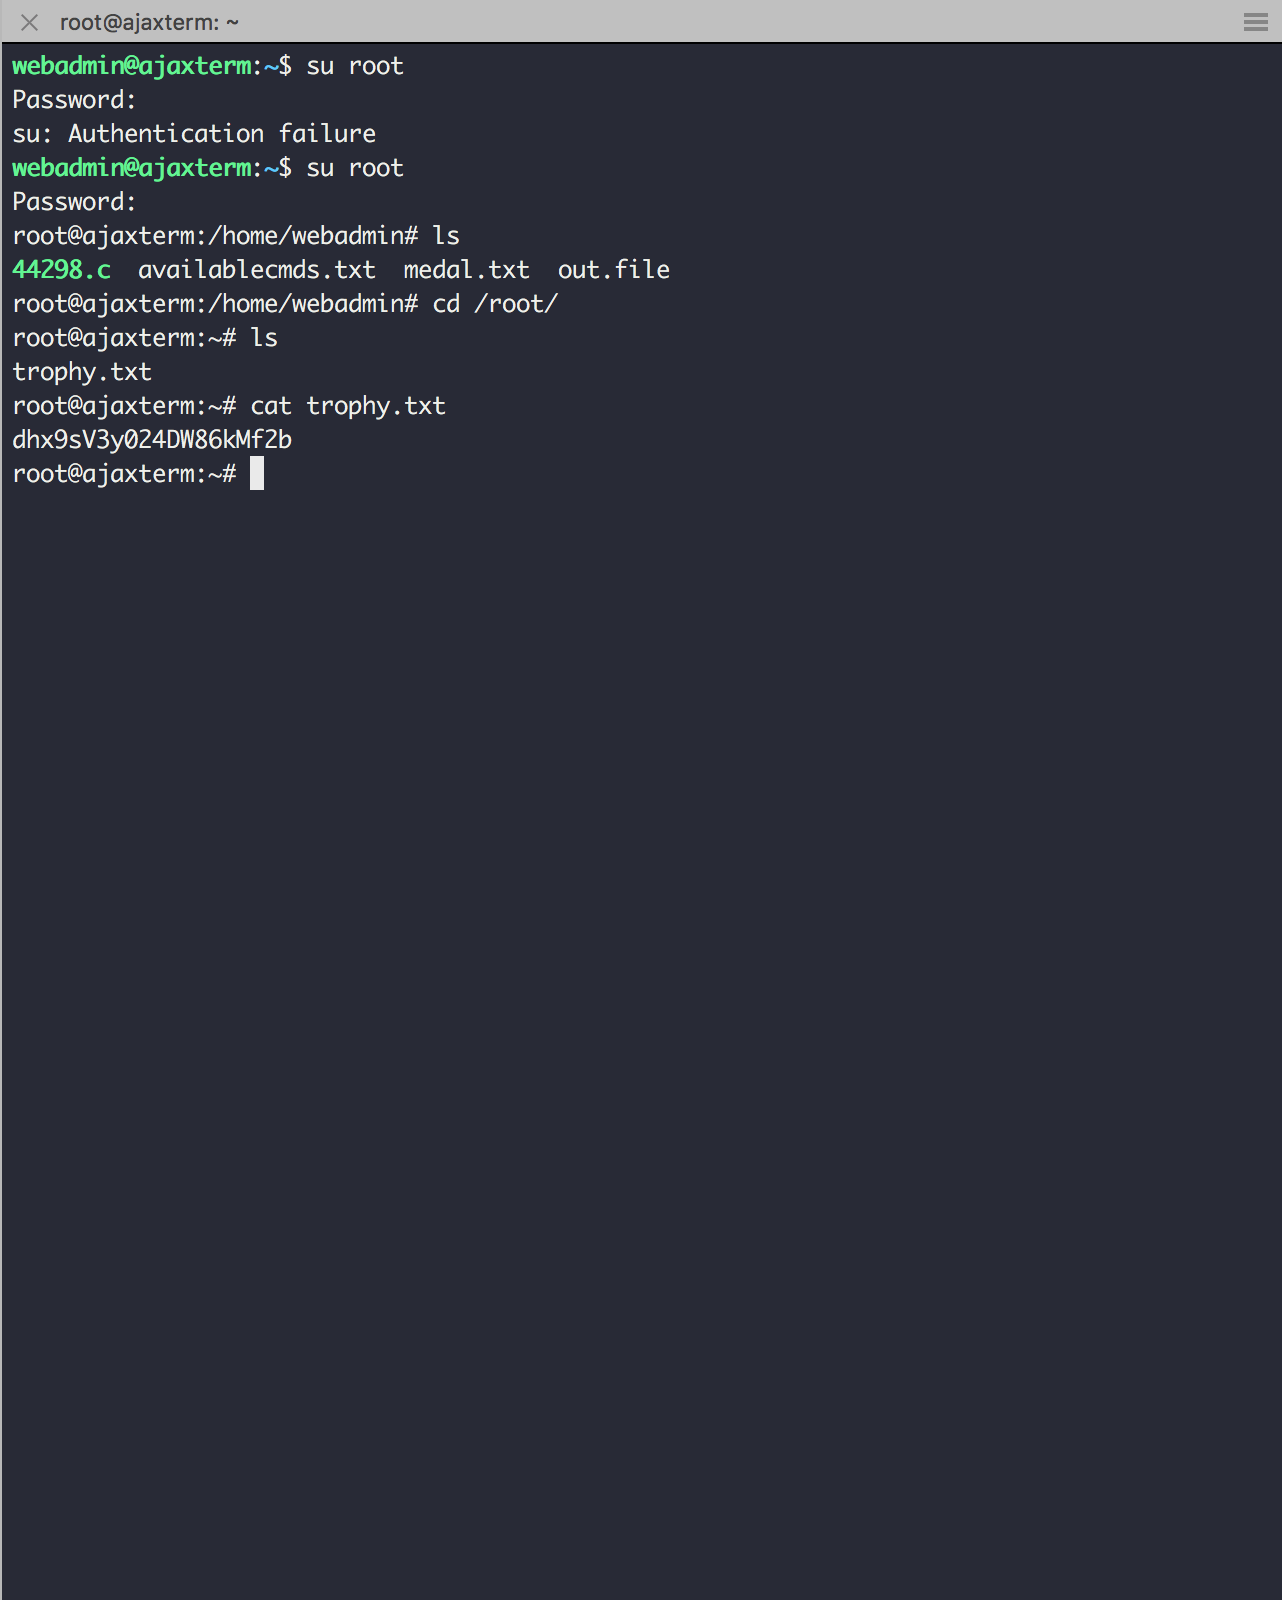 root@ajaxterm: ~
webadmin@ajaxterm:~$ su root
Password:
su: Authentication failure
webadmin@ajaxterm:~$ su root
Password:
root@ajaxterm:/home/webadmin# ls
44298.c  availablecmds.txt  medal.txt  out.file
root@ajaxterm:/home/webadmin# cd /root/
root@ajaxterm:~# ls
trophy.txt
root@ajaxterm:~# cat trophy.txt
dhx9sV3y024DW86kMf2b
root@ajaxterm:~#